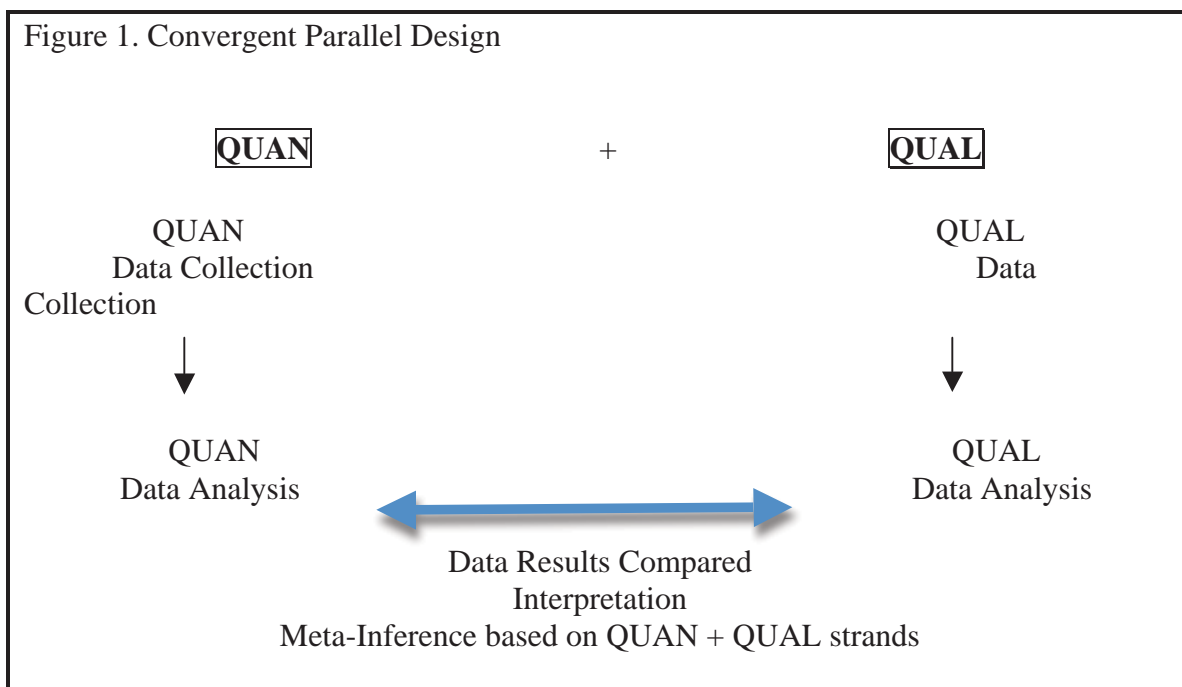 Figure 1. Convergent Parallel Design
QUAN + QUAL
QUAN QUAL
Data Collection Data
Collection
QUAN QUAL
Data Analysis Data Analysis
Data Results Compared
Interpretation
Meta-Inference based on QUAN + QUAL strands